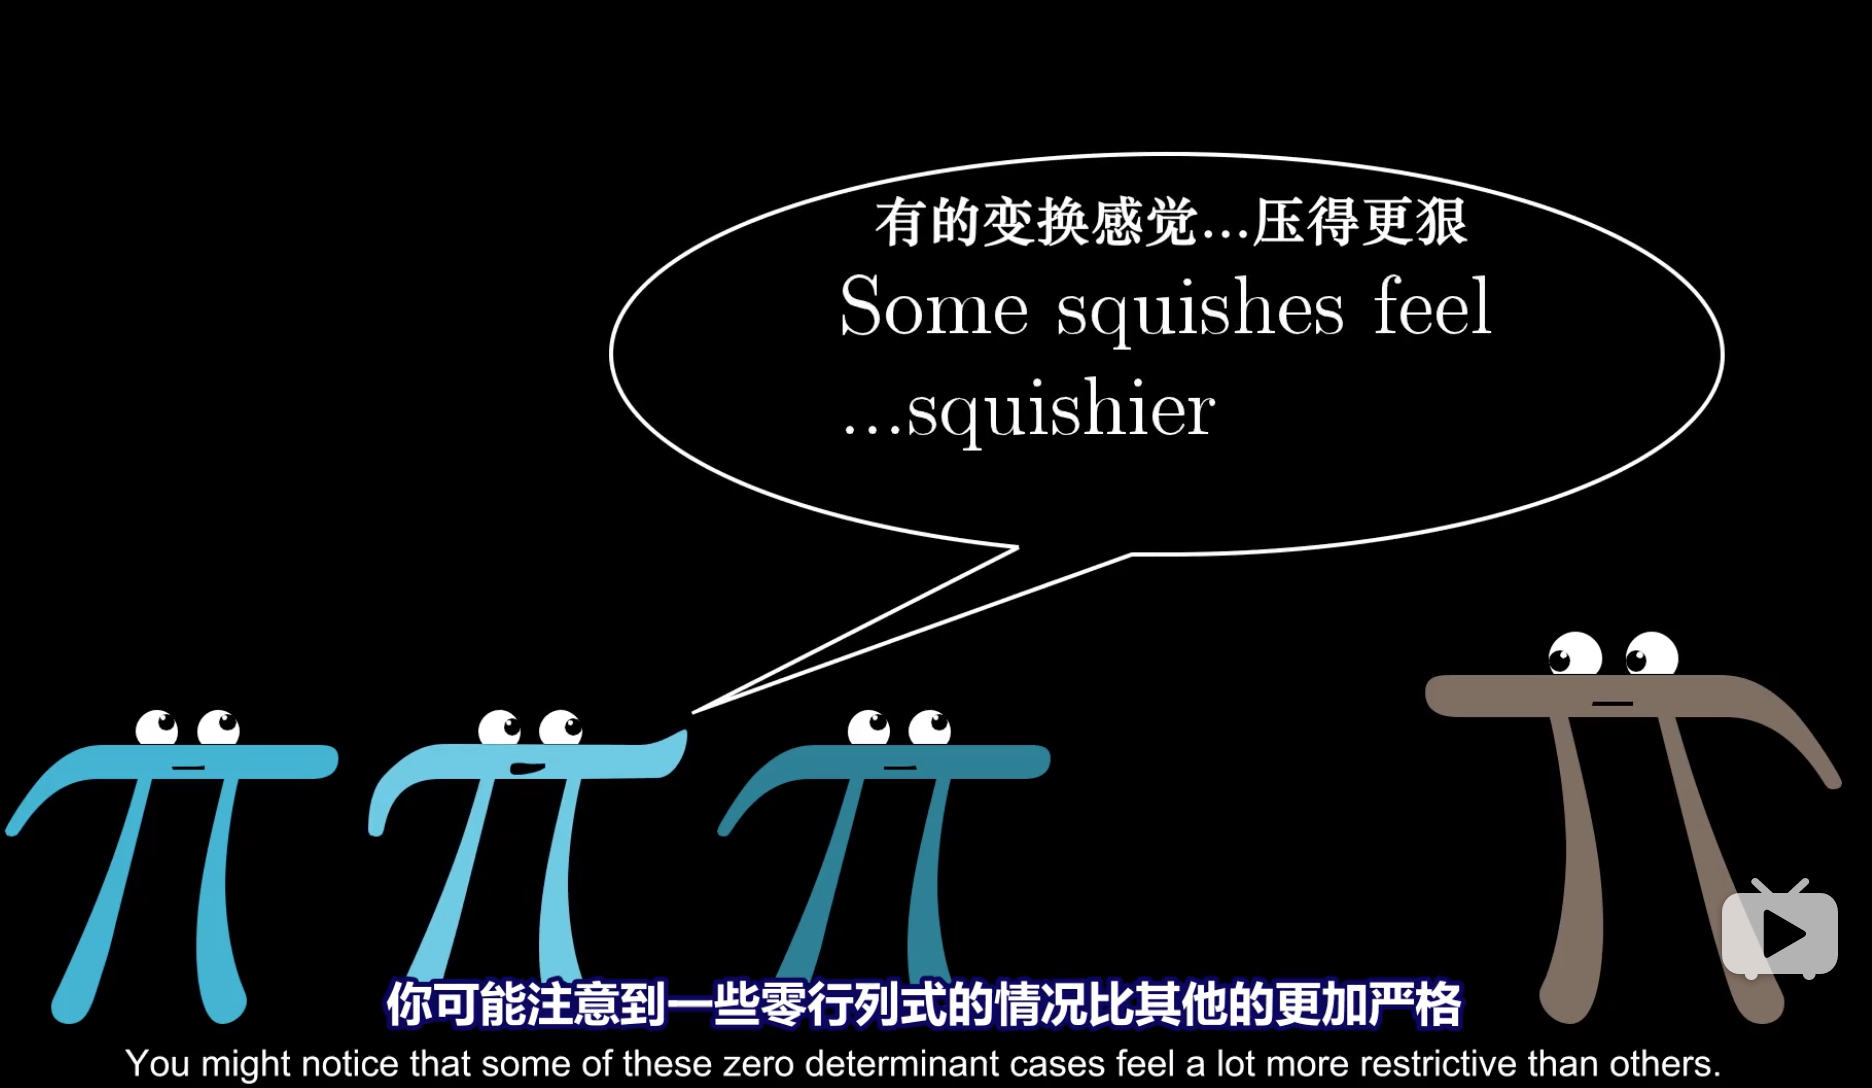 有的变换感觉...压得更狠
Some squishes feel
...squishier
你可能注意到一些零行列式的情况比其他的更加严格
You might notice that some of these zero determinant cases feel a lot more restrictive than others.